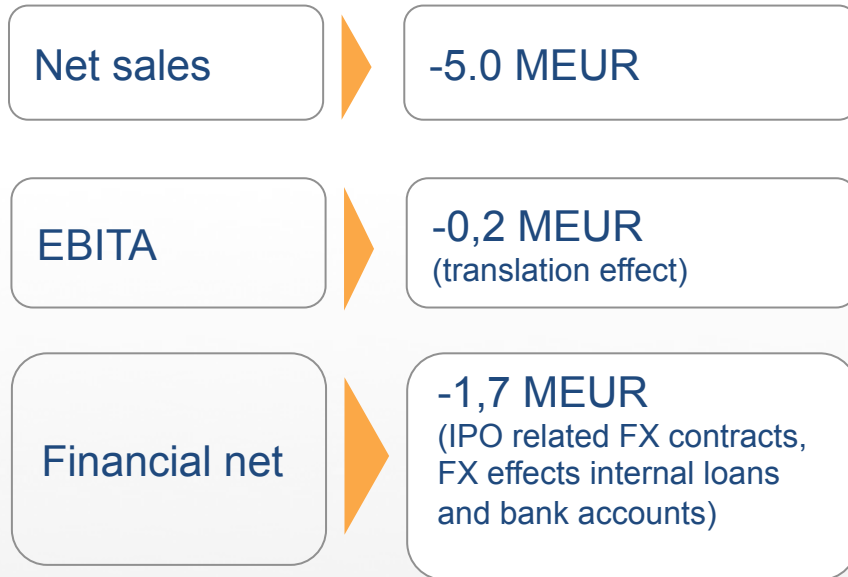 Net sales
-5.0 MEUR
EBITA
-0,2 MEUR
(translation effect)
Financial net
-1,7 MEUR
(IPO related FX contracts,
FX effects internal loans
and bank accounts)